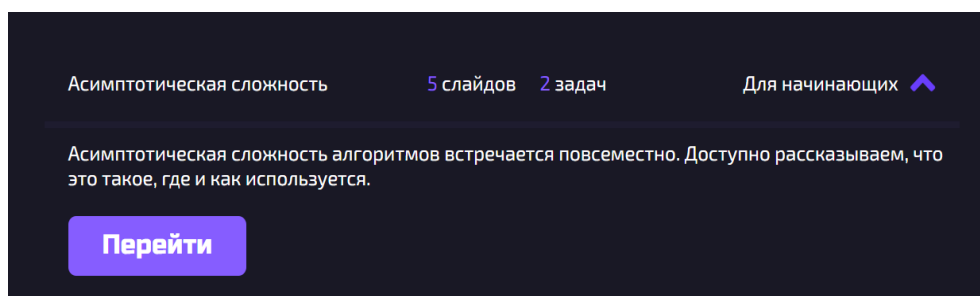 Асимптотическая сложность 5 слайдов 2 задач Для начинающих
Асимптотическая сложность алгоритмов встречается повсеместно. Доступно рассказываем, что
это такое, где и как используется.
Перейти